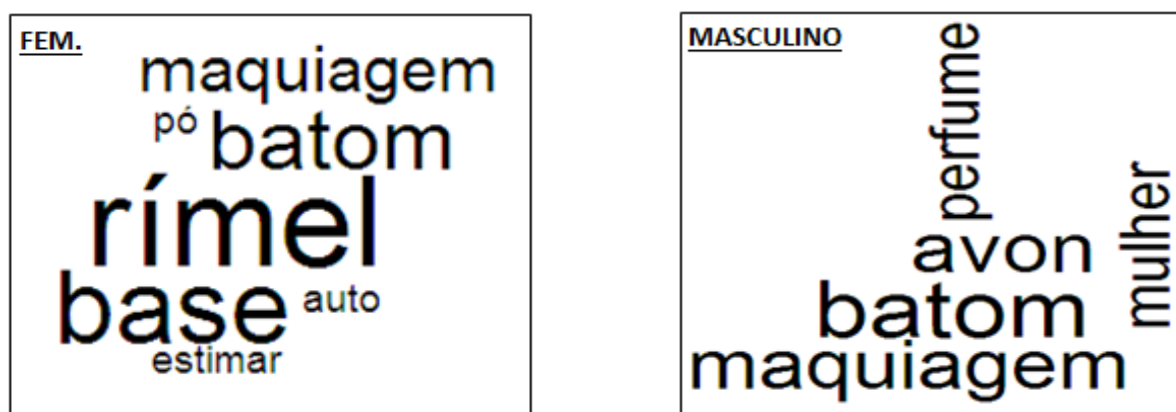 FEM.
maquiagem
pó batom
rímel
base auto
estimar
MASCULINO
perfume
mulher
avon
batom
maquiagem